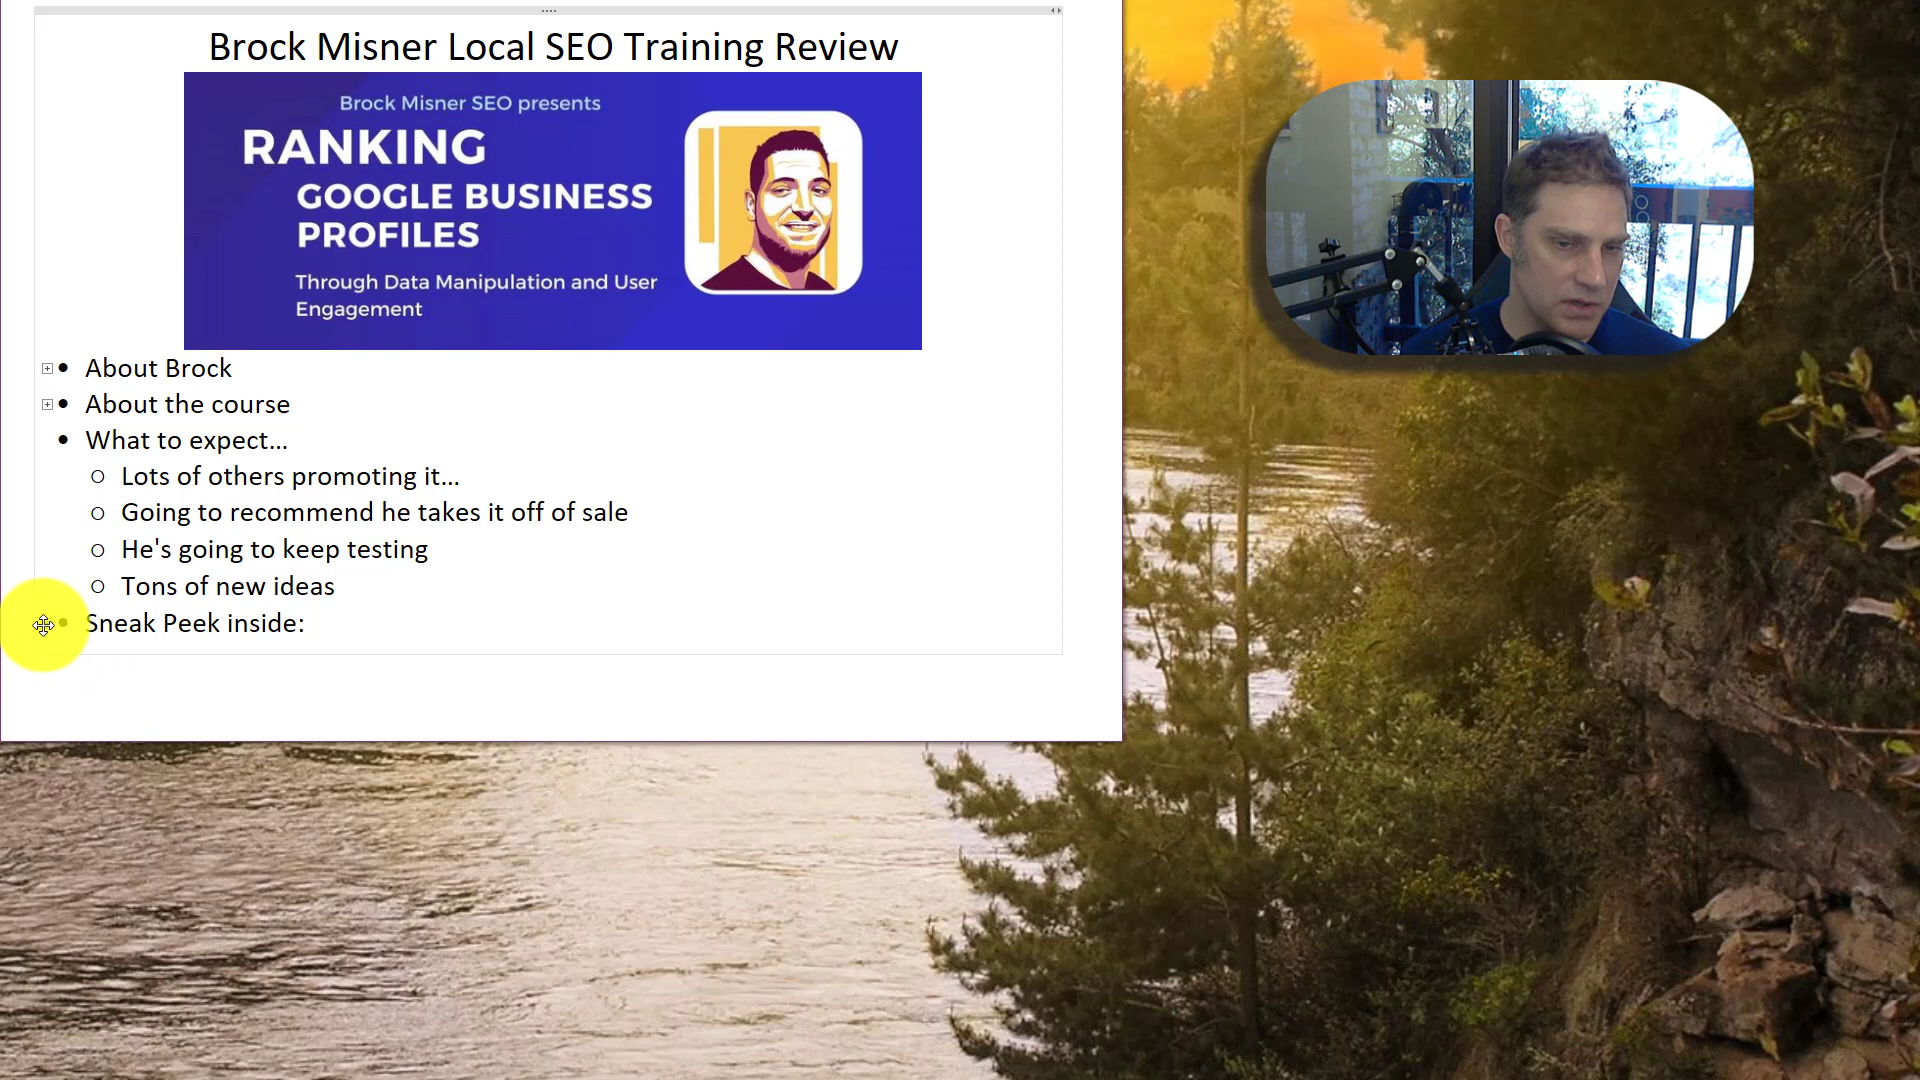 Brock Misner Local SEO Training Review
Brock Misner SEO presents
RANKING
GOOGLE BUSINESS
PROFILES
Through Data Manipulation and User
Engagement
About Brock
About the course
What to expect...
Lots of others promoting it...
Going to recommend he takes it off of sale
He's going to keep testing
Tons of new ideas
Sneak Peek inside: